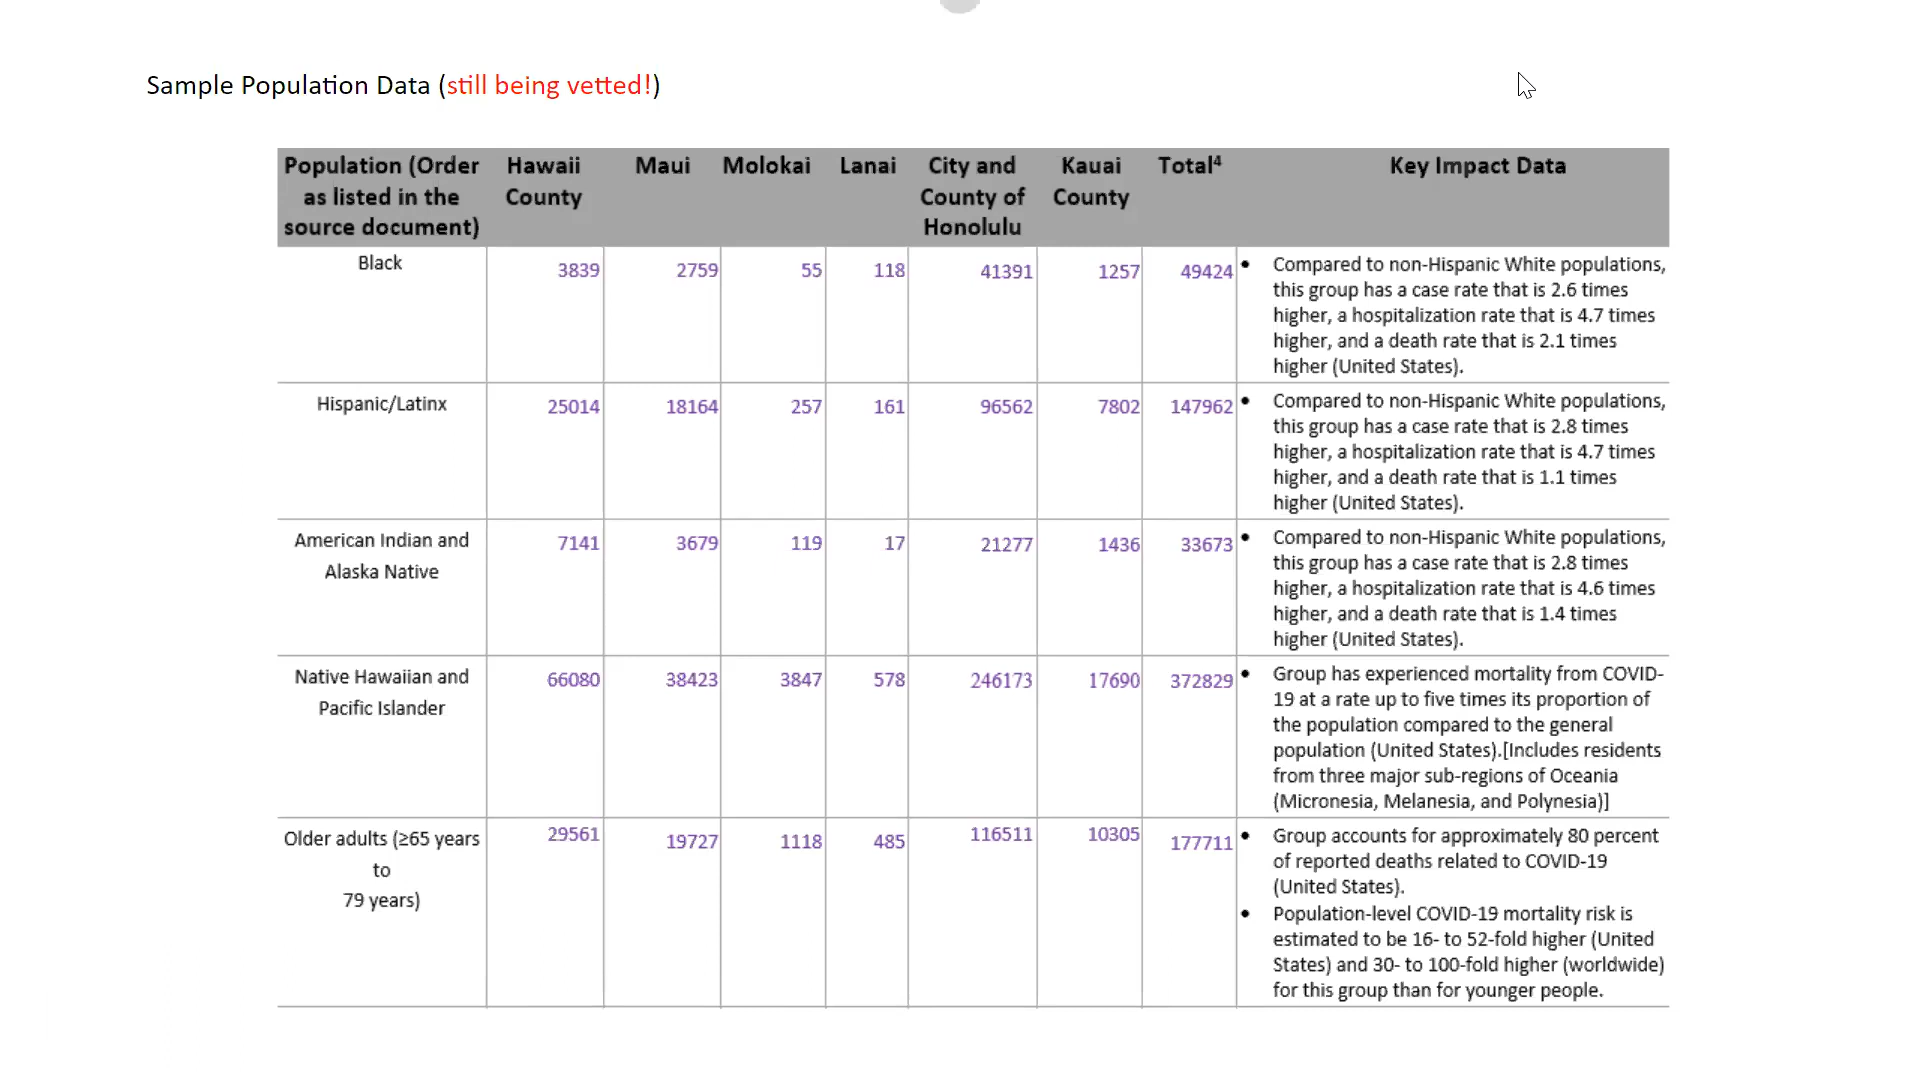 Sample Population Data (still being vetted!)
Population (Order as listed in the source document) Hawaii County Maui Molokai Lanai City and County of Honolulu Kauai County Total⁴ Key Impact Data
Black 3839 2759 55 118 41391 1257 49424
• Compared to non-Hispanic White populations,
this group has a case rate that is 2.6 times
higher, a hospitalization rate that is 4.7 times
higher, and a death rate that is 2.1 times
higher (United States).
Hispanic/Latinx 25014 18164 257 161 96562 7802 147962
• Compared to non-Hispanic White populations,
this group has a case rate that is 2.8 times
higher, a hospitalization rate that is 4.7 times
higher, and a death rate that is 1.1 times
higher (United States).
American Indian and
Alaska Native
7141 3679 119 17 21277 1436 33673
• Compared to non-Hispanic White populations,
this group has a case rate that is 2.8 times
higher, a hospitalization rate that is 4.6 times
higher, and a death rate that is 1.4 times
higher (United States).
Native Hawaiian and
Pacific Islander
66080 38423 3847 578 246173 17690 372829
• Group has experienced mortality from COVID-
19 at a rate up to five times its proportion of
the population compared to the general
population (United States).[Includes residents
from three major sub-regions of Oceania
(Micronesia, Melanesia, and Polynesia)]
Older adults (≥65 years
to
79 years)
29561 19727 1118 485 116511 10305 177711
• Group accounts for approximately 80 percent
of reported deaths related to COVID-19
(United States).
• Population-level COVID-19 mortality risk is
estimated to be 16- to 52-fold higher (United
States) and 30- to 100-fold higher (worldwide)
for this group than for younger people.